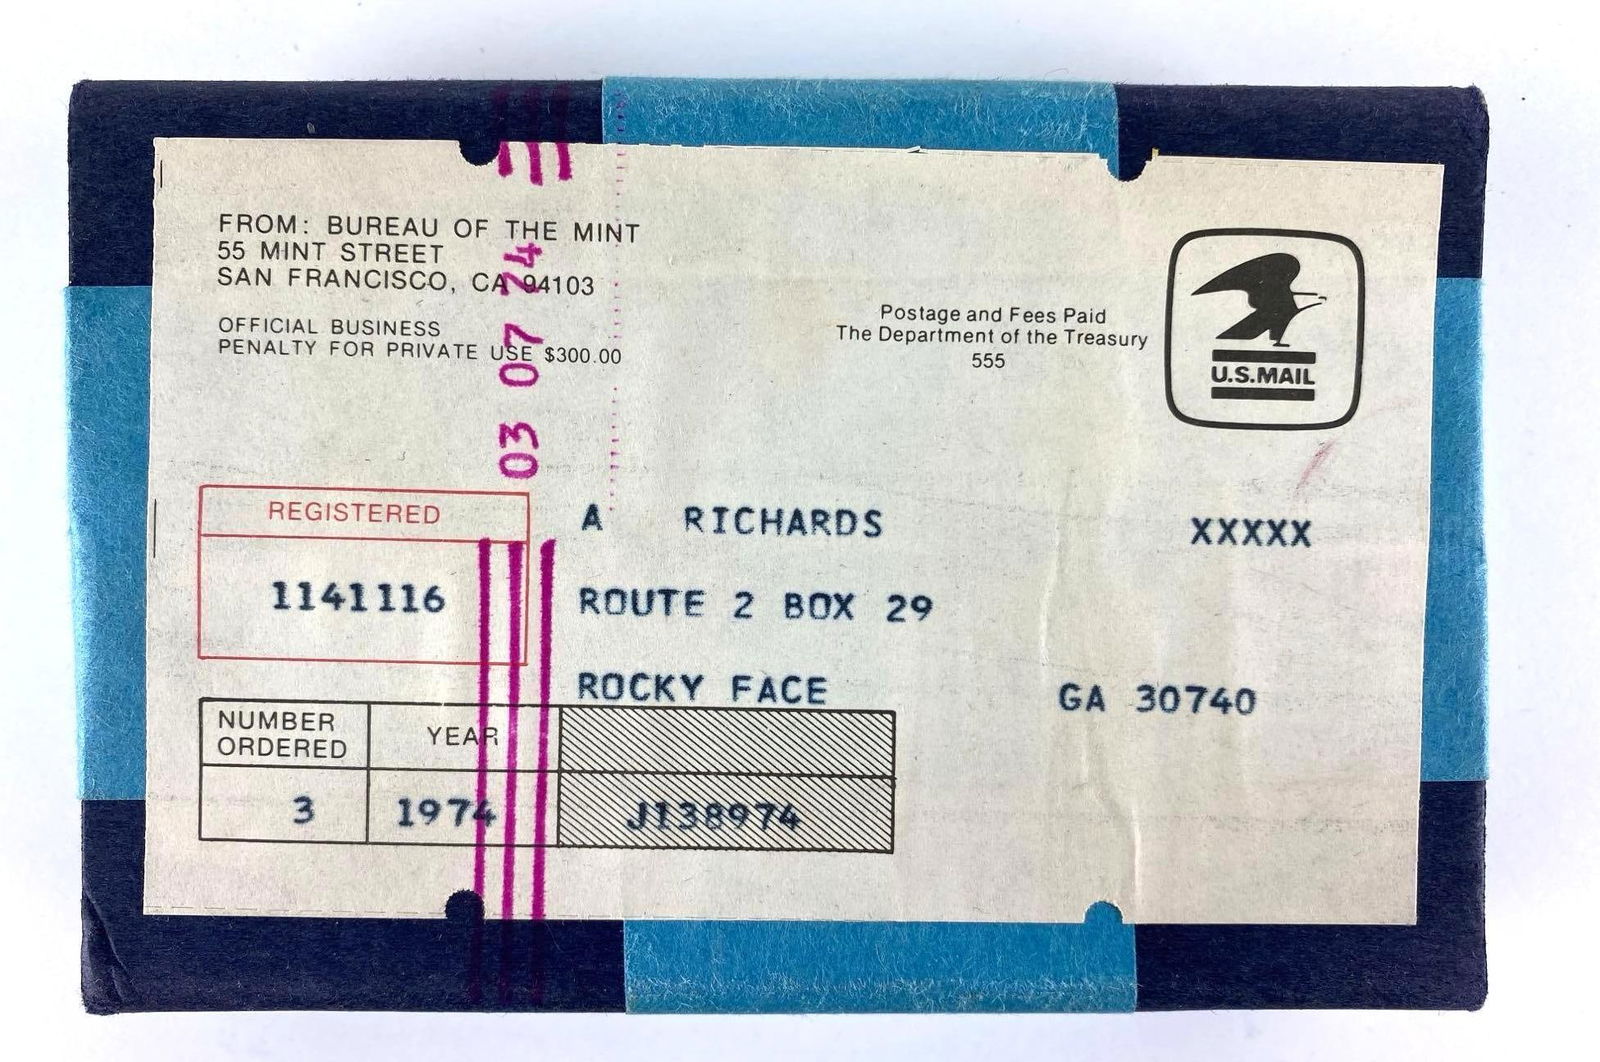 FROM: BUREAU OF THE MINT
55 MINT STREET
SAN FRANCISCO, CA 94103
OFFICIAL BUSINESS
PENALTY FOR PRIVATE USE $300.00
03 07 74
Postage and Fees Paid
The Department of the Treasury
555
U.S.MAIL
REGISTERED
1141116
A RICHARDS XXXXX
ROUTE 2 BOX 29
ROCKY FACE GA 30740
NUMBER ORDERED YEAR
3 1974 J138974